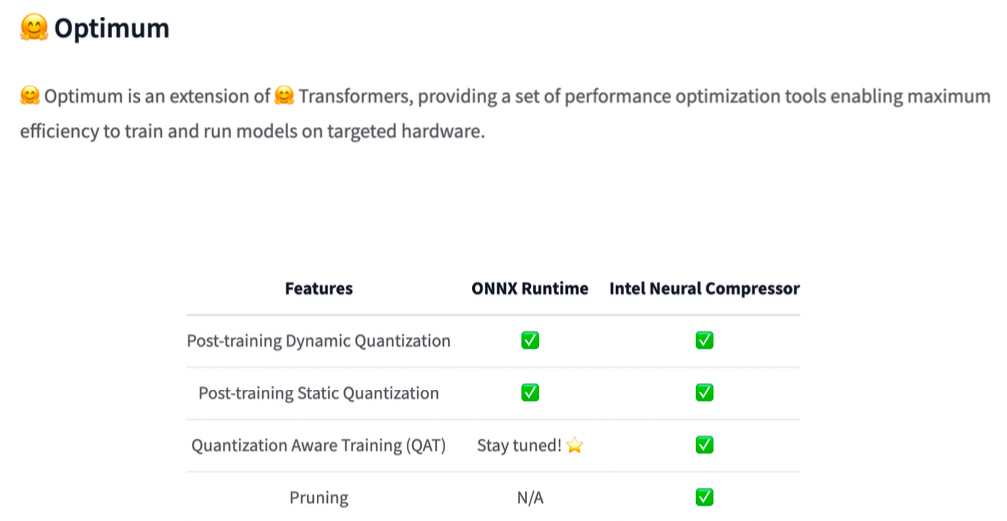 🤗 Optimum
🤗 Optimum is an extension of 🤗 Transformers, providing a set of performance optimization tools enabling maximum
efficiency to train and run models on targeted hardware.
Features ONNX Runtime Intel Neural Compressor
Post-training Dynamic Quantization ✅ ✅
Post-training Static Quantization ✅ ✅
Quantization Aware Training (QAT) Stay tuned! ⭐ ✅
Pruning N/A ✅